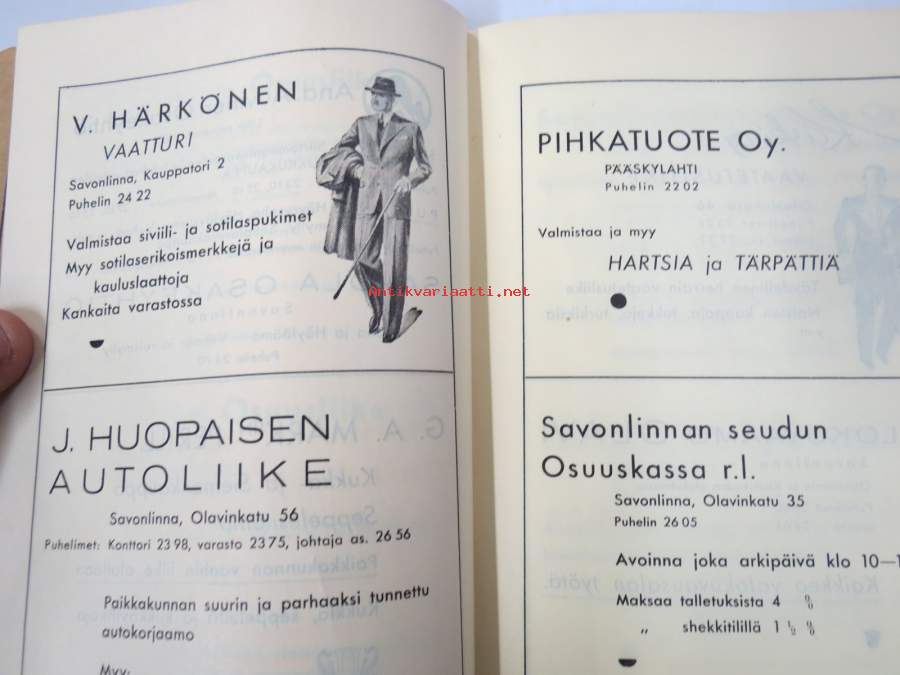 V. HÄRKÖNEN
VAATTURI
Savonlinna, Kauppatori 2
Puhelin 24 22
Valmistaa siviili- ja sotilaspukimet
Myy sotilaserikoismerkkejä ja
kauluslaattoja
Kankaita varastossa
J. HUOPAISEN
AUTOLIIKE
Savonlinna, Olavinkatu 56
Puhelimet: Konttori 23 98, varasto 23 75, johtaja as. 26 56
Paikkakunnan suurin ja parhaaksi tunnettu
autokorjaamo
Myy:
PIHKATUOTE Oy.
PÄÄSKYLAHTI
Puhelin 22 02
Valmistaa ja myy
HARTSIA ja TÄRPÄTTIÄ
Savonlinnan seudun
Osuuskassa r.l.
Savonlinna, Olavinkatu 35
Puhelin 26 05
Avoinna joka arkipäivä klo 10—1
Maksaa talletuksista 4 %
„ shekkitilillä 1 ½ %
Antikvariaatti.net